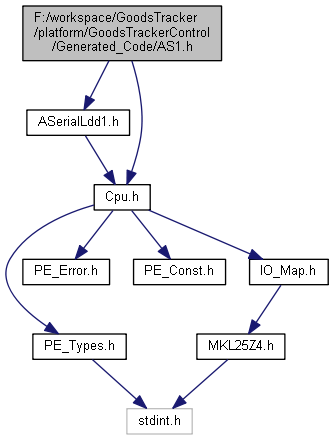 F:/workspace/GoodsTracker
/platform/GoodsTrackerControl
/Generated_Code/AS1.h
ASerialLdd1.h
Cpu.h
PE_Error.h
PE_Const.h
IO_Map.h
PE_Types.h
MKL25Z4.h
stdint.h